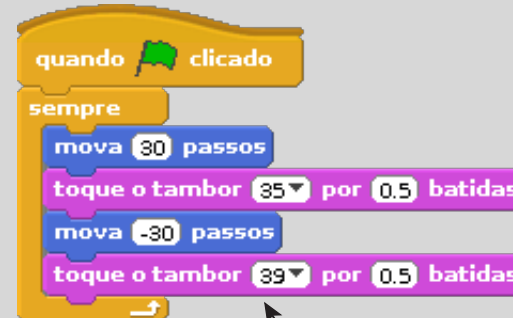 quando clicado
sempre
mova 30 passos
toque o tambor 35 por 0.5 batidas
mova -30 passos
toque o tambor 39 por 0.5 batidas